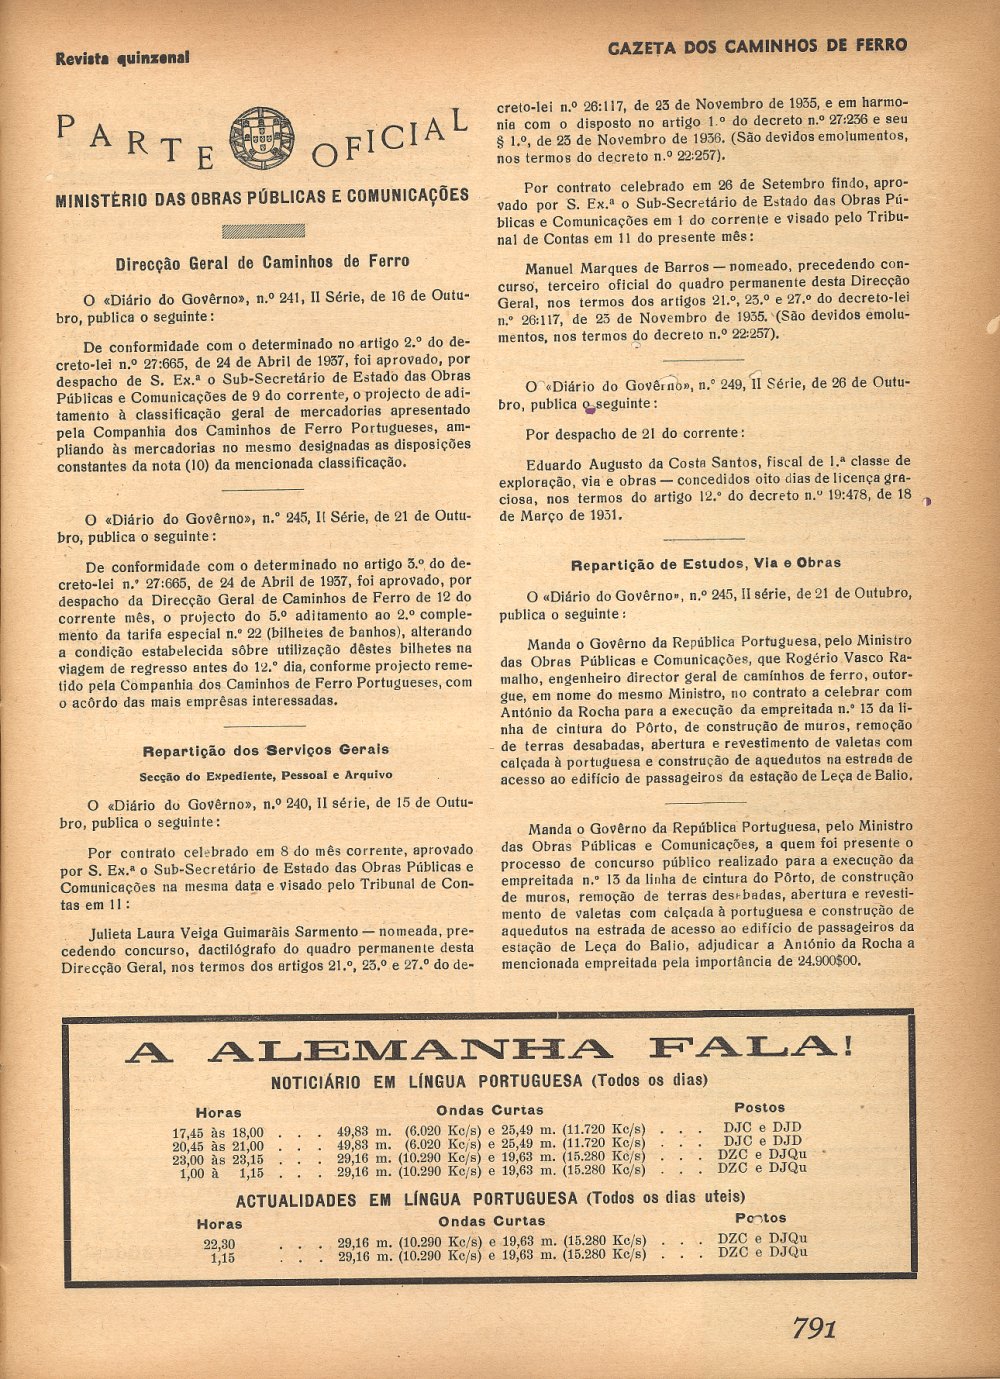 Revista quinzenal
GAZETA DOS CAMINHOS DE FERRO
PARTE OFICIAL
MINISTÉRIO DAS OBRAS PÚBLICAS E COMUNICAÇÕES
Direcção Geral de Caminhos de Ferro
O «Diário do Govêrno», n.º 241, II Série, de 16 de Outu-
bro, publica o seguinte:
De conformidade com o determinado no artigo 2.º do de-
creto-lei n.º 27:665, de 24 de Abril de 1937, foi aprovado, por
despacho de S. Ex.ª o Sub-Secretário de Estado das Obras
Públicas e Comunicações de 9 do corrente, o projecto de adi-
tamento à classificação geral de mercadorias apresentado
pela Companhia dos Caminhos de Ferro Portugueses, am-
pliando às mercadorias no mesmo designadas as disposições
constantes da nota (10) da mencionada classificação.
O «Diário do Govêrno», n.º 245, II Série, de 21 de Outu-
bro, publica o seguinte:
De conformidade com o determinado no artigo 3.º do de-
creto-lei n.º 27:665, de 24 de Abril de 1937, foi aprovado, por
despacho da Direcção Geral de Caminhos de Ferro de 12 do
corrente mês, o projecto do 5.º aditamento ao 2.º comple-
mento da tarifa especial n.º 22 (bilhetes de banhos), alterando
a condição estabelecida sôbre utilização dêstes bilhetes na
viagem de regresso antes do 12.º dia, conforme projecto reme-
tido pela Companhia dos Caminhos de Ferro Portugueses, com
o acôrdo das mais emprêsas interessadas.
Repartição dos Serviços Gerais
Secção do Expediente, Pessoal e Arquivo
O «Diário do Govêrno», n.º 240, II série, de 15 de Outu-
bro, publica o seguinte:
Por contrato celebrado em 8 do mês corrente, aprovado
por S. Ex.ª o Sub-Secretário de Estado das Obras Públicas e
Comunicações na mesma data e visado pelo Tribunal de Con-
tas em 11:
Julieta Laura Veiga Guimarãis Sarmento — nomeada, pre-
cedendo concurso, dactilógrafo do quadro permanente desta
Direcção Geral, nos termos dos artigos 21.º, 23.º e 27.º do de-
creto-lei n.º 26:117, de 23 de Novembro de 1935, e em harmo-
nia com o disposto no artigo 1.º do decreto n.º 27:236 e seu
§ 1.º, de 23 de Novembro de 1936. (São devidos emolumentos,
nos termos do decreto n.º 22:257).
Por contrato celebrado em 26 de Setembro findo, apro-
vado por S. Ex.ª o Sub-Secretário de Estado das Obras Pú-
blicas e Comunicações em 1 do corrente e visado pelo Tribu-
nal de Contas em 11 do presente mês:
Manuel Marques de Barros — nomeado, precedendo con-
curso, terceiro oficial do quadro permanente desta Direcção
Geral, nos termos dos artigos 21.º, 23.º e 27.º do decreto-lei
n.º 26:117, de 23 de Novembro de 1935. (São devidos emolu-
mentos, nos termos do decreto n.º 22:257).
O «Diário do Govêrno», n.º 249, II Série, de 26 de Outu-
bro, publica o seguinte:
Por despacho de 21 do corrente:
Eduardo Augusto da Costa Santos, fiscal de 1.ª classe de
exploração, via e obras — concedidos oito dias de licença gra-
ciosa, nos termos do artigo 12.º do decreto n.º 19:478, de 18
de Março de 1931.
Repartição de Estudos, Via e Obras
O «Diário do Govêrno», n.º 245, II série, de 21 de Outubro,
publica o seguinte:
Manda o Govêrno da República Portuguesa, pelo Ministro
das Obras Públicas e Comunicações, que Rogério Vasco Ra-
malho, engenheiro director geral de caminhos de ferro, outor-
gue, em nome do mesmo Ministro, no contrato a celebrar com
António da Rocha para a execução da empreitada n.º 13 da li-
nha de cintura do Pôrto, de construção de muros, remoção
de terras desabadas, abertura e revestimento de valetas com
calçada à portuguesa e construção de aquedutos na estrada de
acesso ao edifício de passageiros da estação de Leça de Balio.
Manda o Govêrno da República Portuguesa, pelo Ministro
das Obras Públicas e Comunicações, a quem foi presente o
processo de concurso público realizado para a execução da
empreitada n.º 13 da linha de cintura do Pôrto, de construção
de muros, remoção de terras desabadas, abertura e revesti-
mento de valetas com calçada à portuguesa e construção de
aquedutos na estrada de acesso ao edifício de passageiros da
estação de Leça do Balio, adjudicar a António da Rocha a
mencionada empreitada pela importância de 24.900$00.
A ALEMANHA FALA!
NOTICIÁRIO EM LÍNGUA PORTUGUESA (Todos os dias)
Horas Ondas Curtas Postos
17,45 às 18,00 . . . 49,83 m. (6.020 Kc/s) e 25,49 m. (11.720 Kc/s) . . . DJC e DJD
20,45 às 21,00 . . . 49,83 m. (6.020 Kc/s) e 25,49 m. (11.720 Kc/s) . . . DJC e DJD
23,00 às 23,15 . . . 29,16 m. (10.290 Kc/s) e 19,63 m. (15.280 Kc/s) . . . DZC e DJQu
1,00 à 1,15 . . . 29,16 m. (10.290 Kc/s) e 19,63 m. (15.280 Kc/s) . . . DZC e DJQu
ACTUALIDADES EM LÍNGUA PORTUGUESA (Todos os dias uteis)
Horas Ondas Curtas Postos
22,30 . . . 29,16 m. (10.290 Kc/s) e 19,63 m. (15.280 Kc/s) . . . DZC e DJQu
1,15 . . . 29,16 m. (10.290 Kc/s) e 19,63 m. (15.280 Kc/s) . . . DZC e DJQu
791